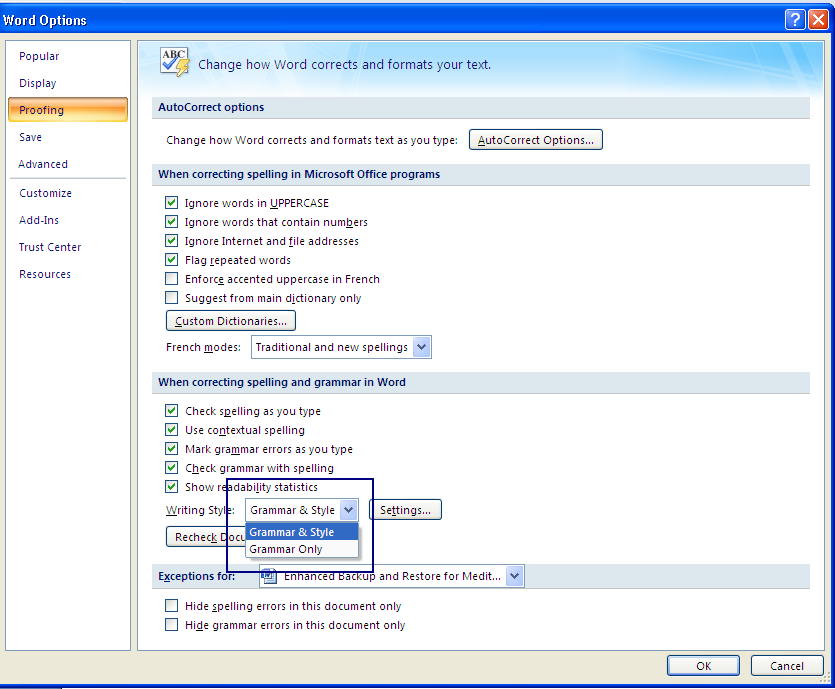 Word Options
Popular
Display
Proofing
Save
Advanced
Customize
Add-Ins
Trust Center
Resources
ABC
Change how Word corrects and formats your text.
AutoCorrect options
Change how Word corrects and formats text as you type: AutoCorrect Options...
When correcting spelling in Microsoft Office programs
Ignore words in UPPERCASE
Ignore words that contain numbers
Ignore Internet and file addresses
Flag repeated words
Enforce accented uppercase in French
Suggest from main dictionary only
Custom Dictionaries...
French modes: Traditional and new spellings
When correcting spelling and grammar in Word
Check spelling as you type
Use contextual spelling
Mark grammar errors as you type
Check grammar with spelling
Show readability statistics
Writing Style: Grammar & Style Settings...
Grammar & Style
Grammar Only
Recheck Docu
Exceptions for: Enhanced Backup and Restore for Medit...
Hide spelling errors in this document only
Hide grammar errors in this document only
OK Cancel